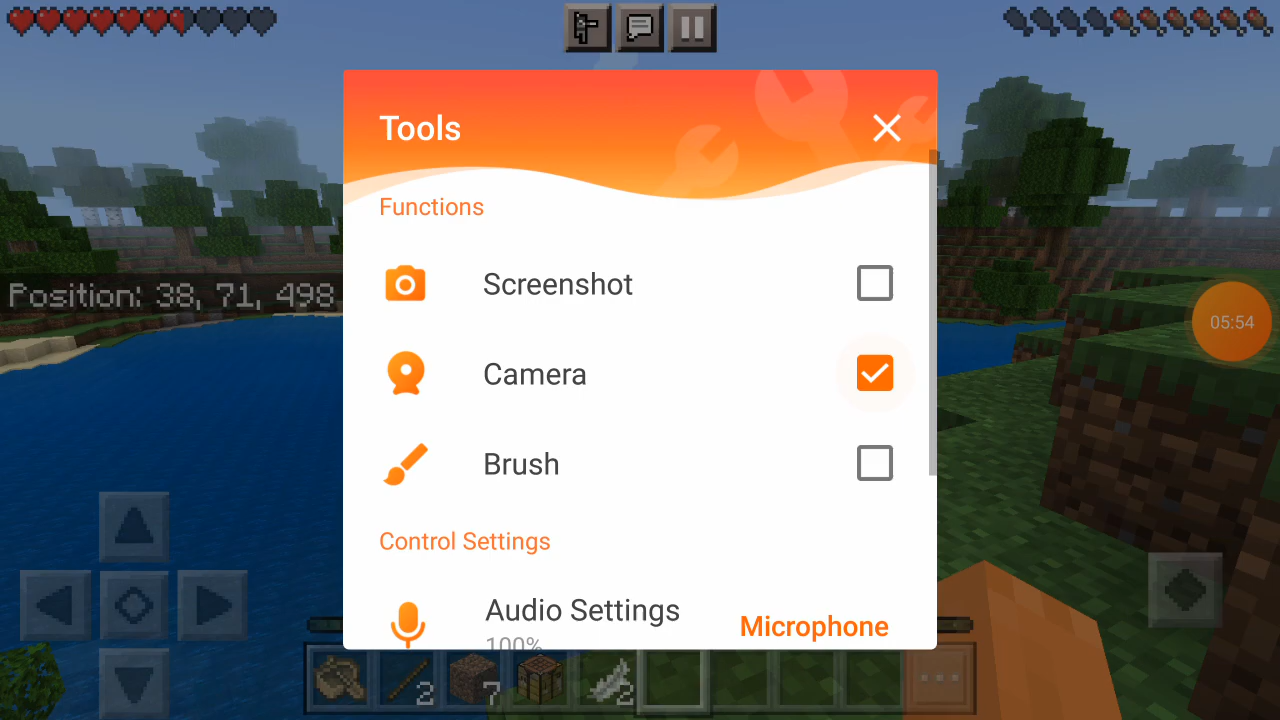 Tools
Functions
Screenshot
Position: 38, 71, 498
05:54
Camera
Brush
Control Settings
Audio Settings
Microphone
100%
2
7
2